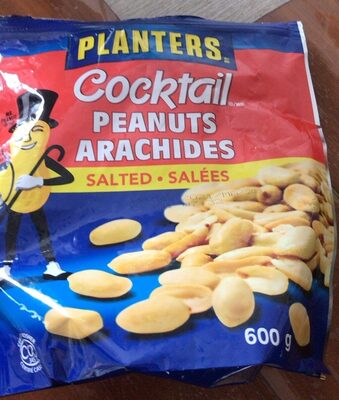 PLANTERS.
Cocktail
PEANUTS
ARACHIDES
SALTED • SALÉES
600 g